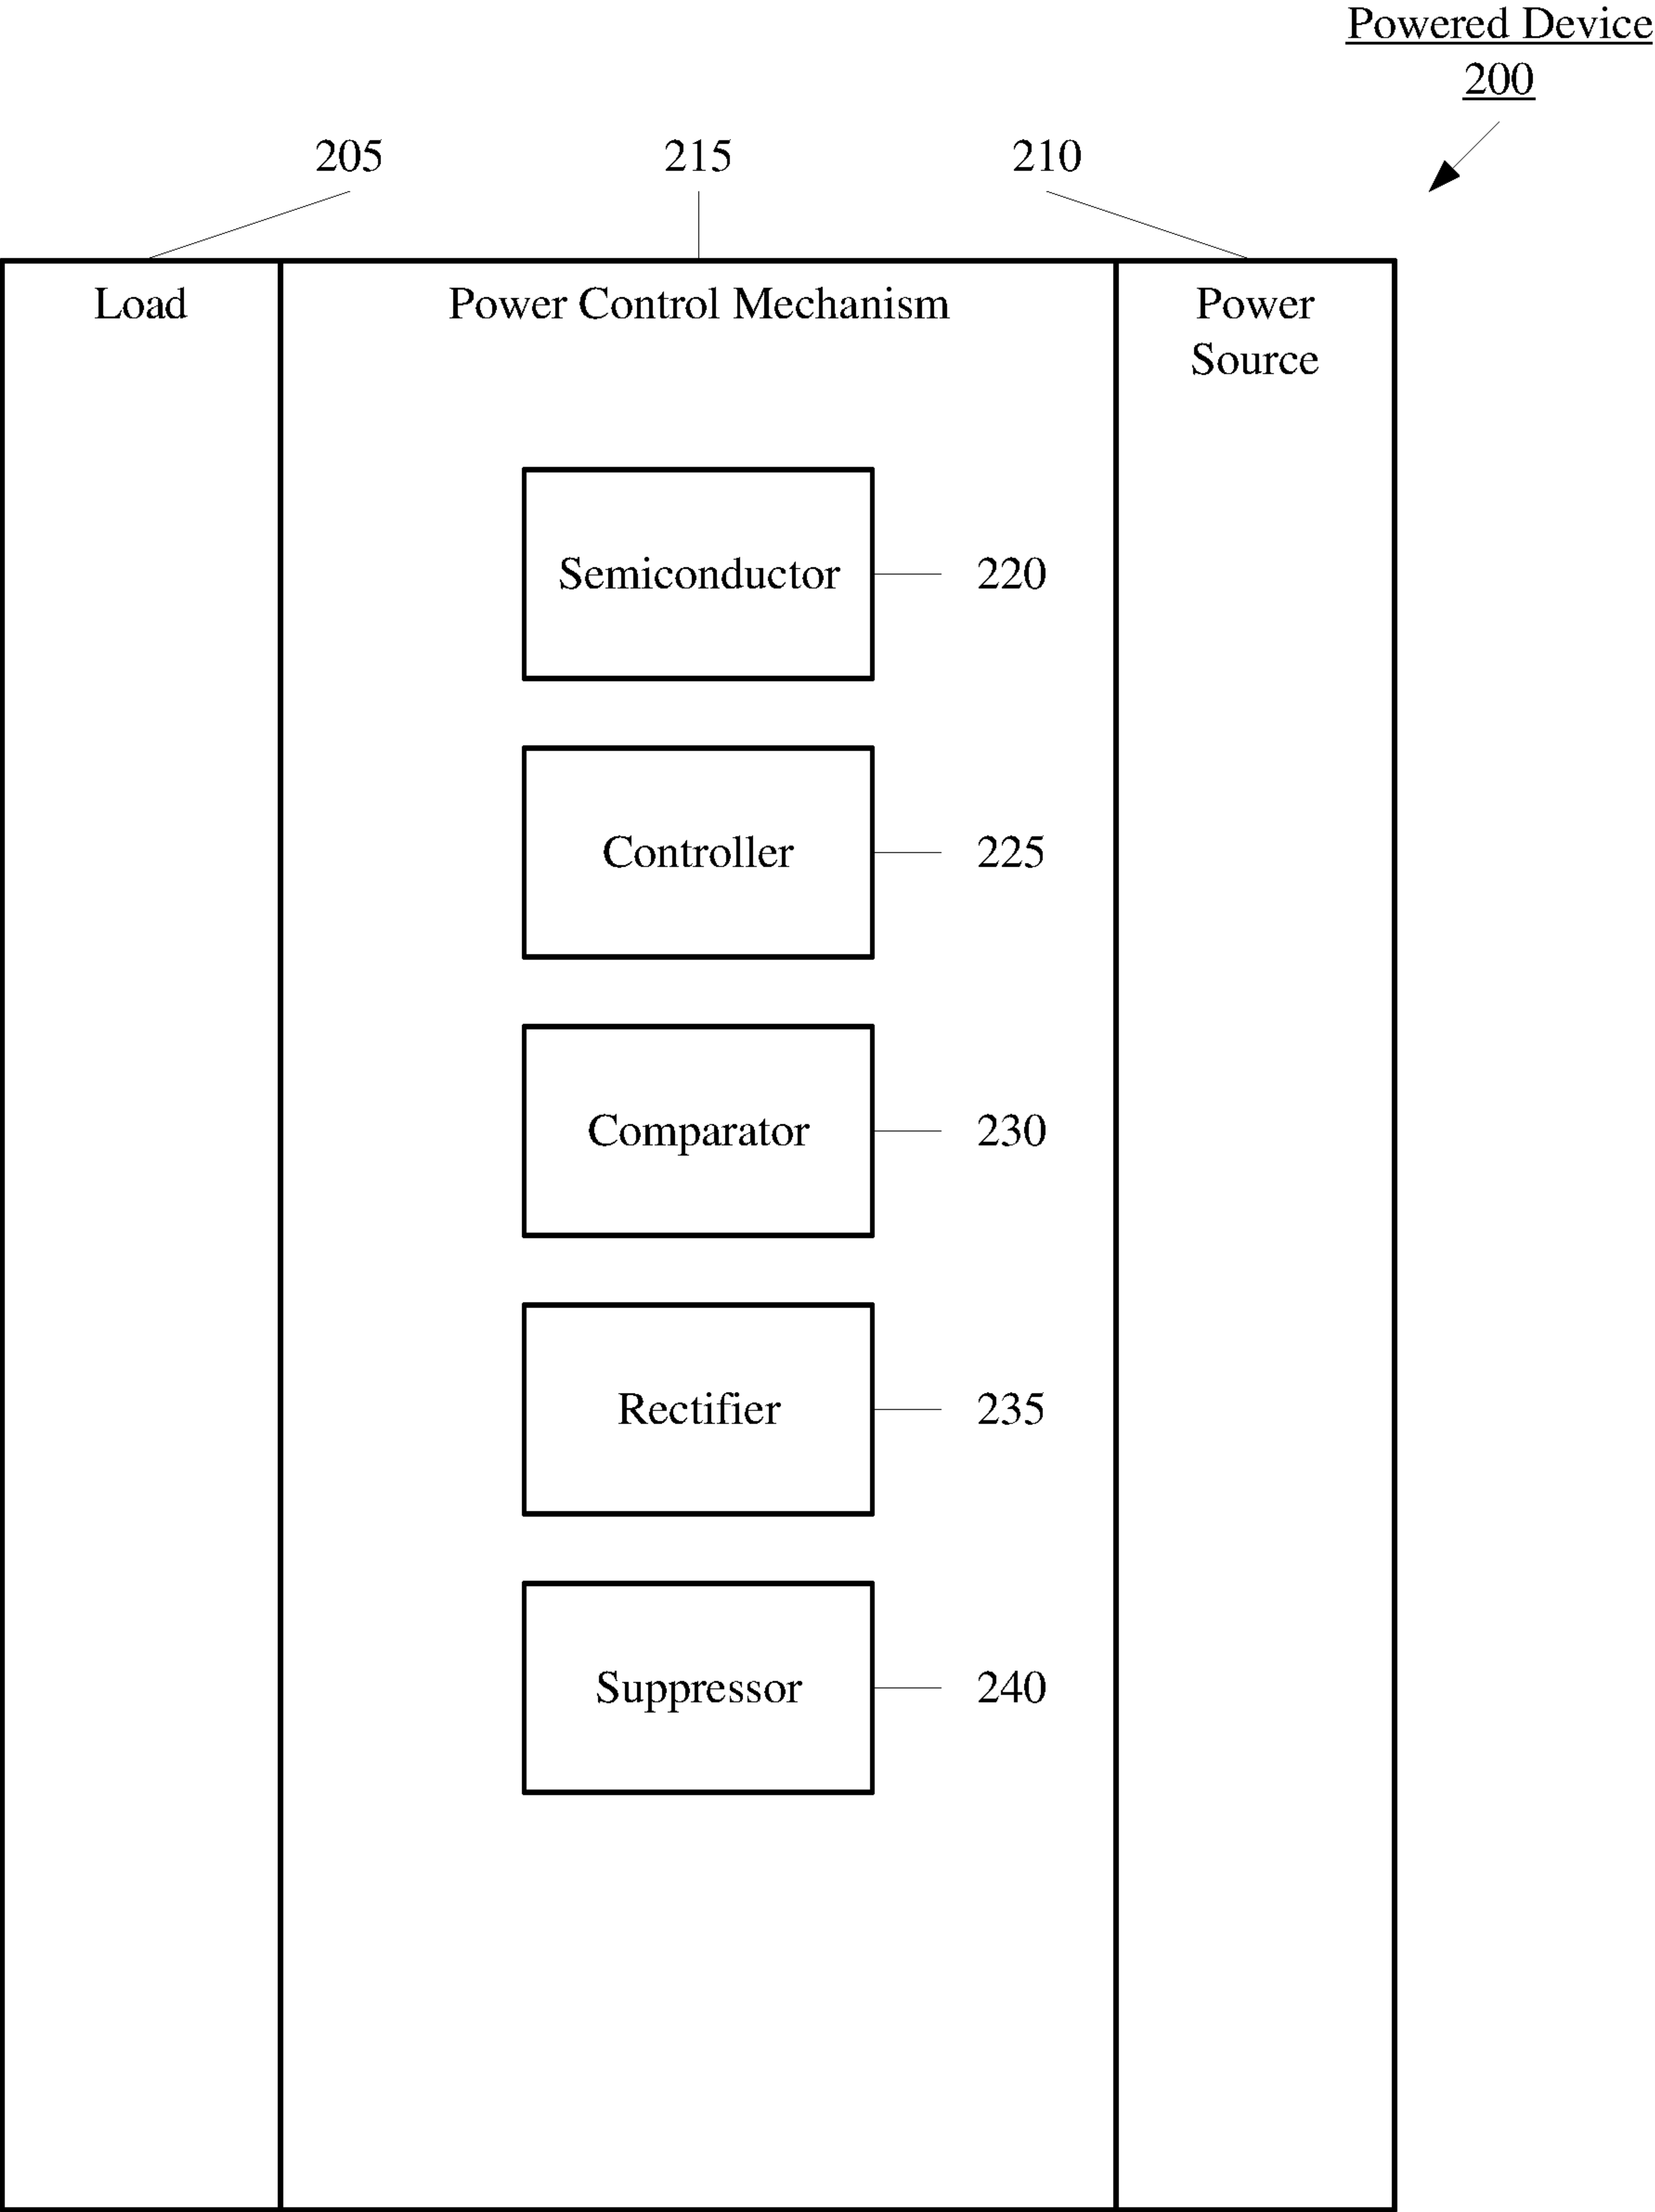 Powered Device
200
205
215
210
Load
Power Control Mechanism
Power
Source
Semiconductor
220
Controller
225
Comparator
230
Rectifier
235
Suppressor
240